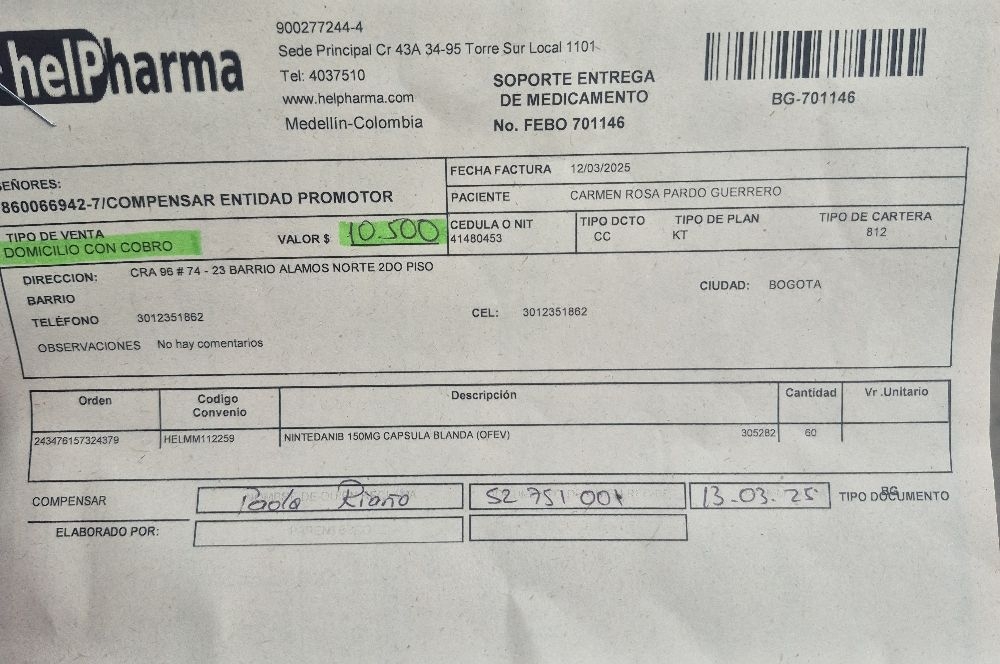 helPharma
900277244-4
Sede Principal Cr 43A 34-95 Torre Sur Local 1101
Tel: 4037510
www.helpharma.com
Medellín-Colombia
SOPORTE ENTREGA
DE MEDICAMENTO
No. FEBO 701146
BG-701146
SEÑORES:
860066942-7/COMPENSAR ENTIDAD PROMOTOR
FECHA FACTURA 12/03/2025
PACIENTE CARMEN ROSA PARDO GUERRERO
TIPO DE VENTA
DOMICILIO CON COBRO
VALOR $ 10.500
CEDULA O NIT
41480453
TIPO DCTO
CC
TIPO DE PLAN
KT
TIPO DE CARTERA
812
DIRECCION: CRA 96 # 74 - 23 BARRIO ALAMOS NORTE 2DO PISO
CIUDAD: BOGOTA
BARRIO
TELÉFONO 3012351862
CEL: 3012351862
OBSERVACIONES No hay comentarios
Orden Codigo Convenio Descripción Cantidad Vr .Unitario
243476157324379 HELMM112259 NINTEDANIB 150MG CAPSULA BLANDA (OFEV) 305282 60
COMPENSAR Paola Riaño 52 751 001 13-03-25 TIPO DOCUMENTO BG
ELABORADO POR: